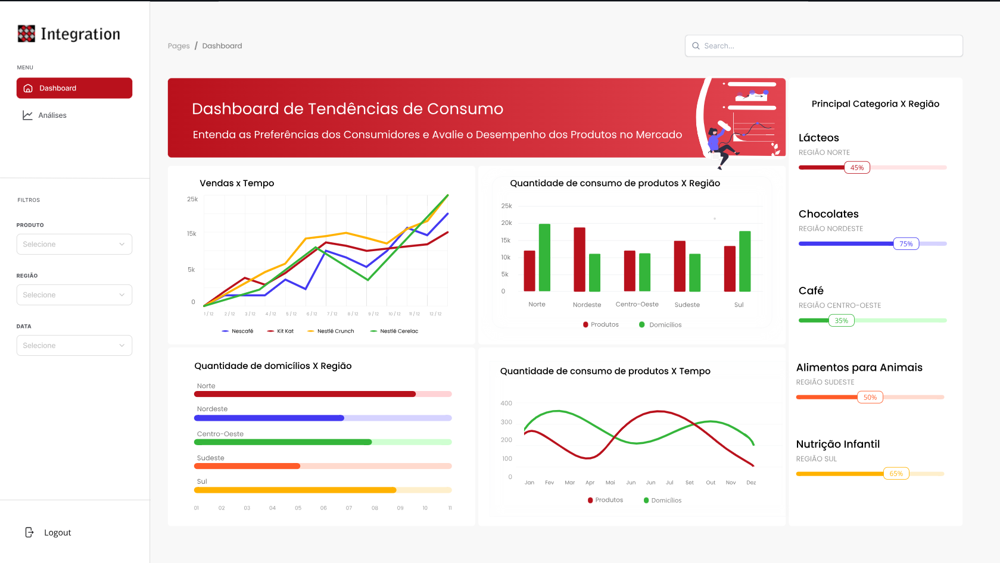 Integration
MENU
Dashboard
Análises
FILTROS
PRODUTO
Selecione
REGIÃO
Selecione
DATA
Selecione
Logout
Pages / Dashboard
Search...
Dashboard de Tendências de Consumo
Entenda as Preferências dos Consumidores e Avalie o Desempenho dos Produtos no Mercado
Vendas x Tempo
25k
15k
5k
0
1 / 12 2 / 12 3 / 12 4 / 12 5 / 12 6 / 12 7 / 12 8 / 12 9 / 12 10 / 12 11 / 12 12 / 12
Nescafé Kit Kat Nestlé Crunch Nestlé Cerelac
Quantidade de consumo de produtos X Região
25k
20k
15k
10k
5k
0
Norte Nordeste Centro-Oeste Sudeste Sul
Produtos Domicílios
Quantidade de domicílios X Região
Norte
Nordeste
Centro-Oeste
Sudeste
Sul
01 02 03 04 05 06 07 08 09 10 11
Quantidade de consumo de produtos X Tempo
400
300
200
100
0
Jan Fev Mar Apr Mai Jun Jun Jul Set Out Nov Dez
Produtos Domicílios
Principal Categoria X Região
Lácteos
REGIÃO NORTE
45%
Chocolates
REGIÃO NORDESTE
75%
Café
REGIÃO CENTRO-OESTE
35%
Alimentos para Animais
REGIÃO SUDESTE
50%
Nutrição Infantil
REGIÃO SUL
65%